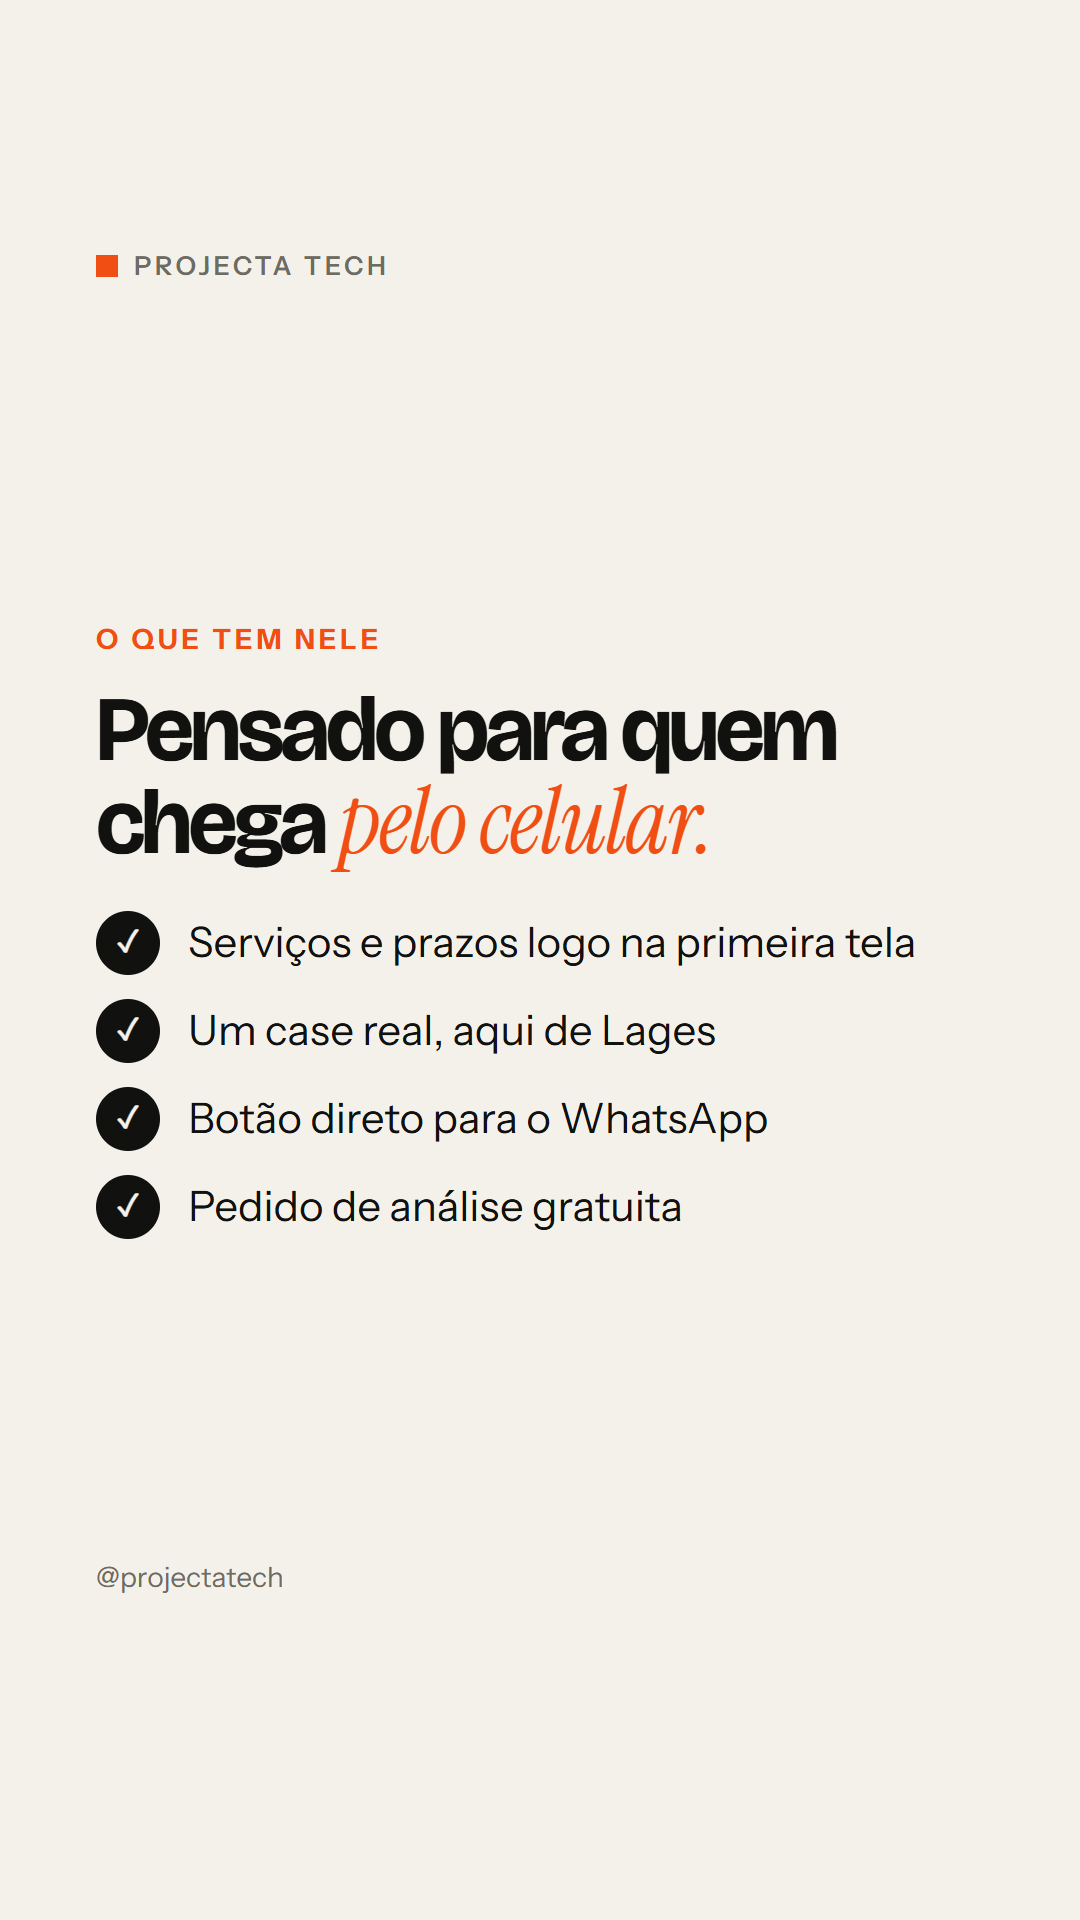 PROJECTA TECH
O QUE TEM NELE
Pensado para quem
chega pelo celular.
✓ Serviços e prazos logo na primeira tela
✓ Um case real, aqui de Lages
✓ Botão direto para o WhatsApp
✓ Pedido de análise gratuita
@projectatech